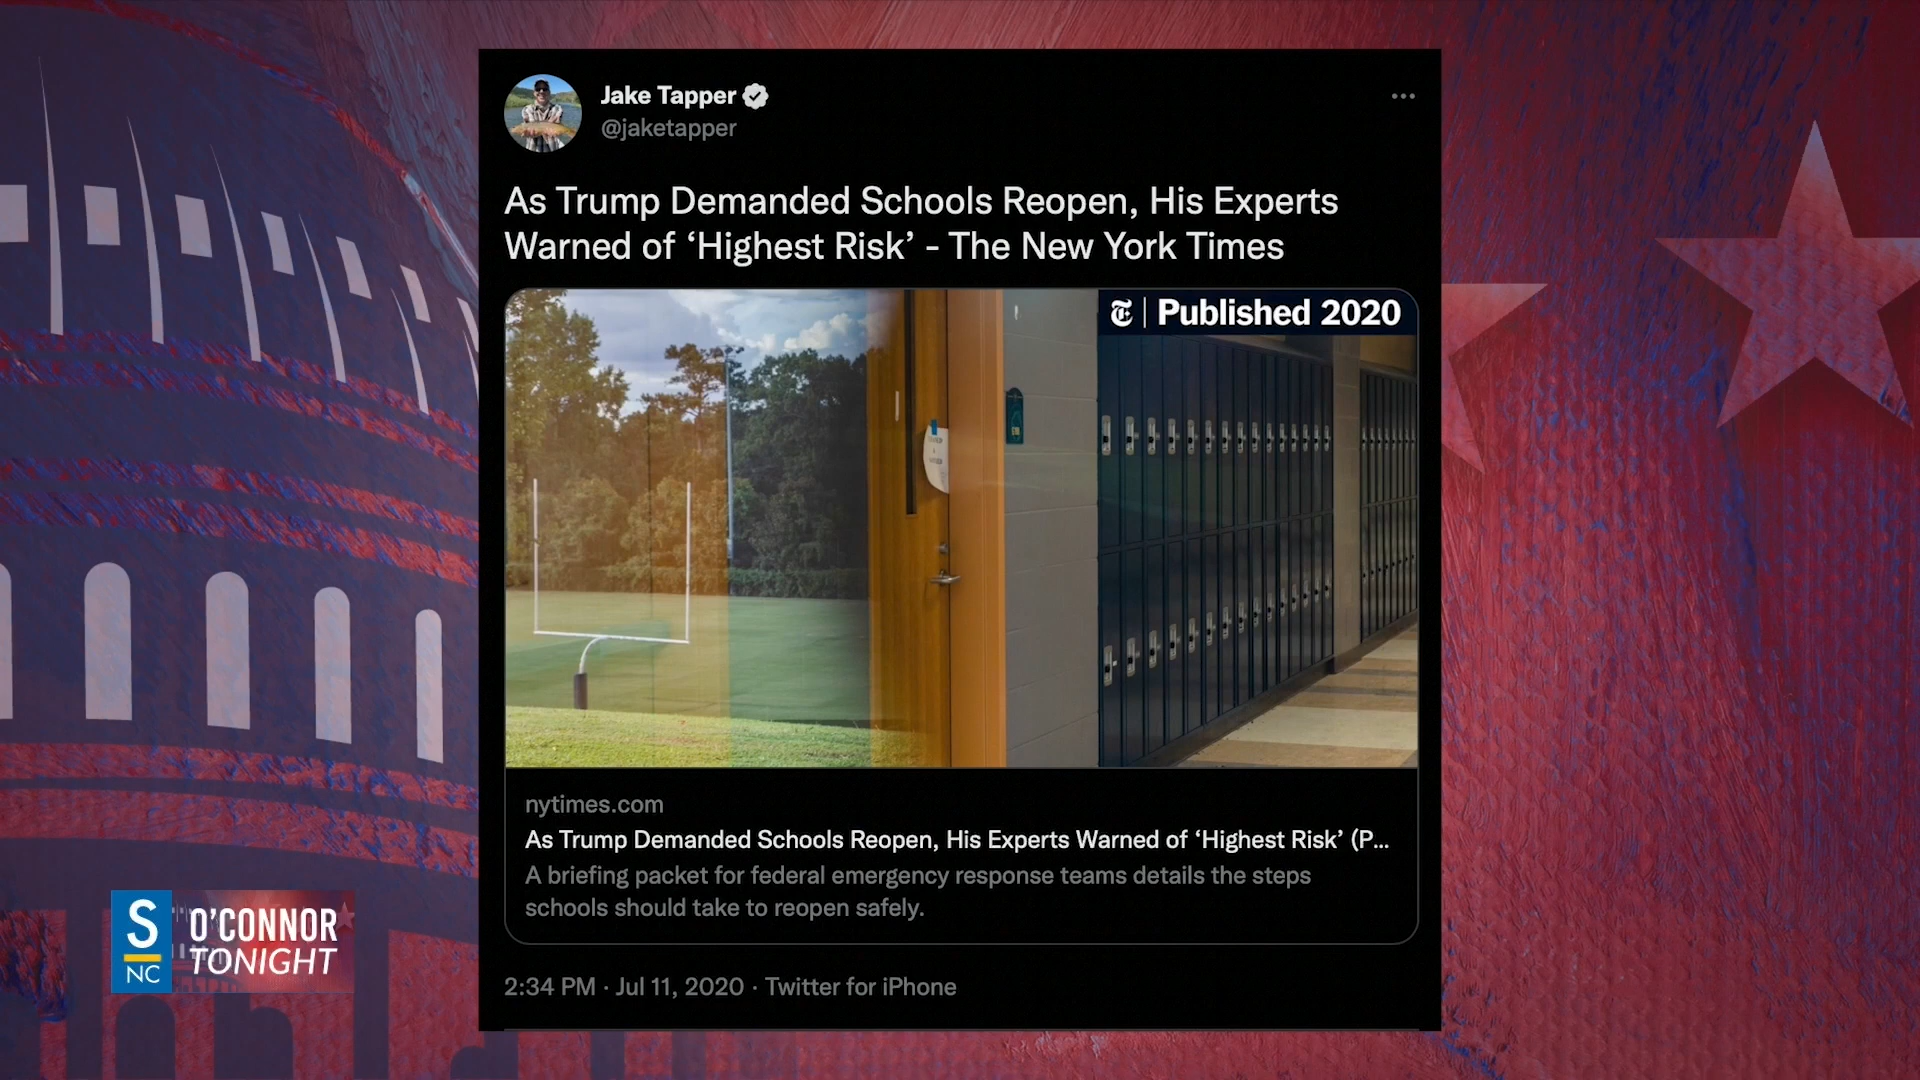 Jake Tapper
@jaketapper
As Trump Demanded Schools Reopen, His Experts
Warned of ‘Highest Risk’ - The New York Times
Published 2020
nytimes.com
As Trump Demanded Schools Reopen, His Experts Warned of ‘Highest Risk’ (P...
A briefing packet for federal emergency response teams details the steps
schools should take to reopen safely.
2:34 PM · Jul 11, 2020 · Twitter for iPhone
S
NC
O'CONNOR
TONIGHT